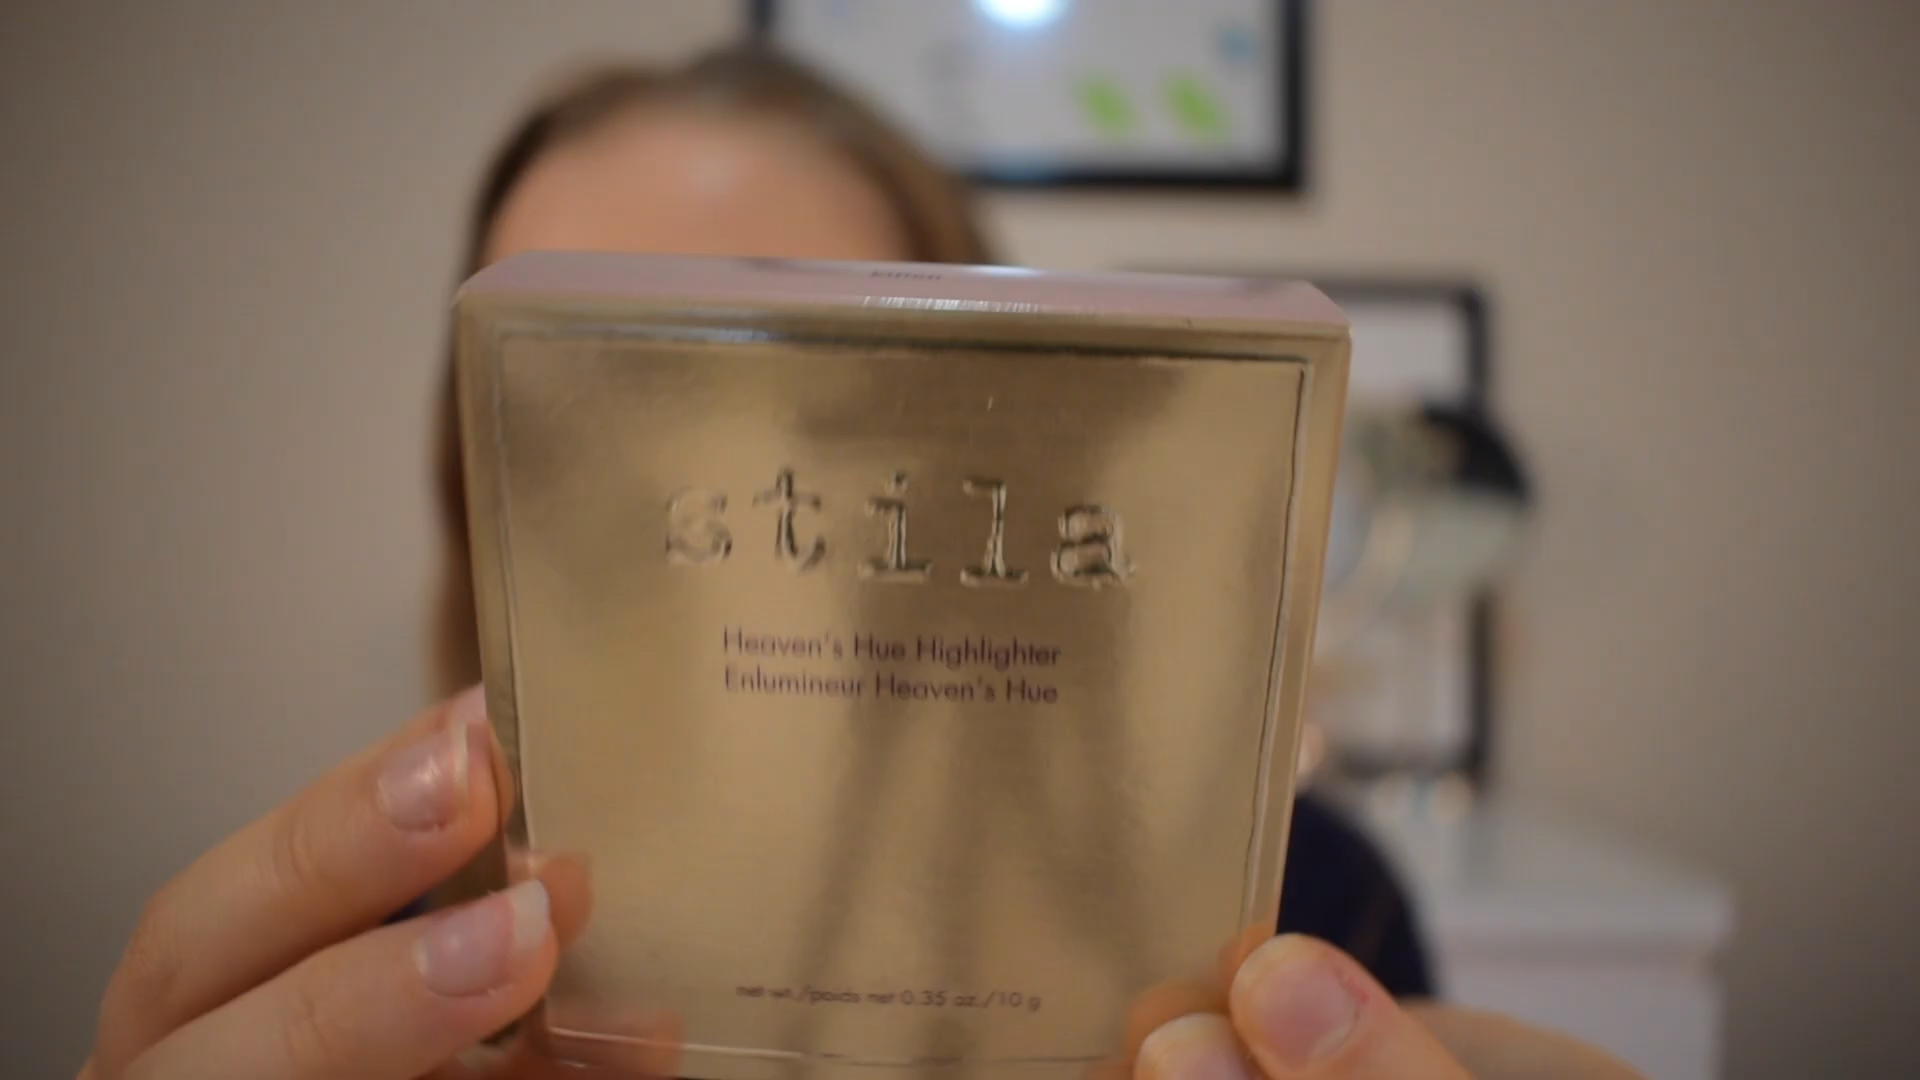 stila
Heaven's Hue Highlighter
Enlumineur Heaven's Hue
net wt./poids net 0.35 oz./10 g